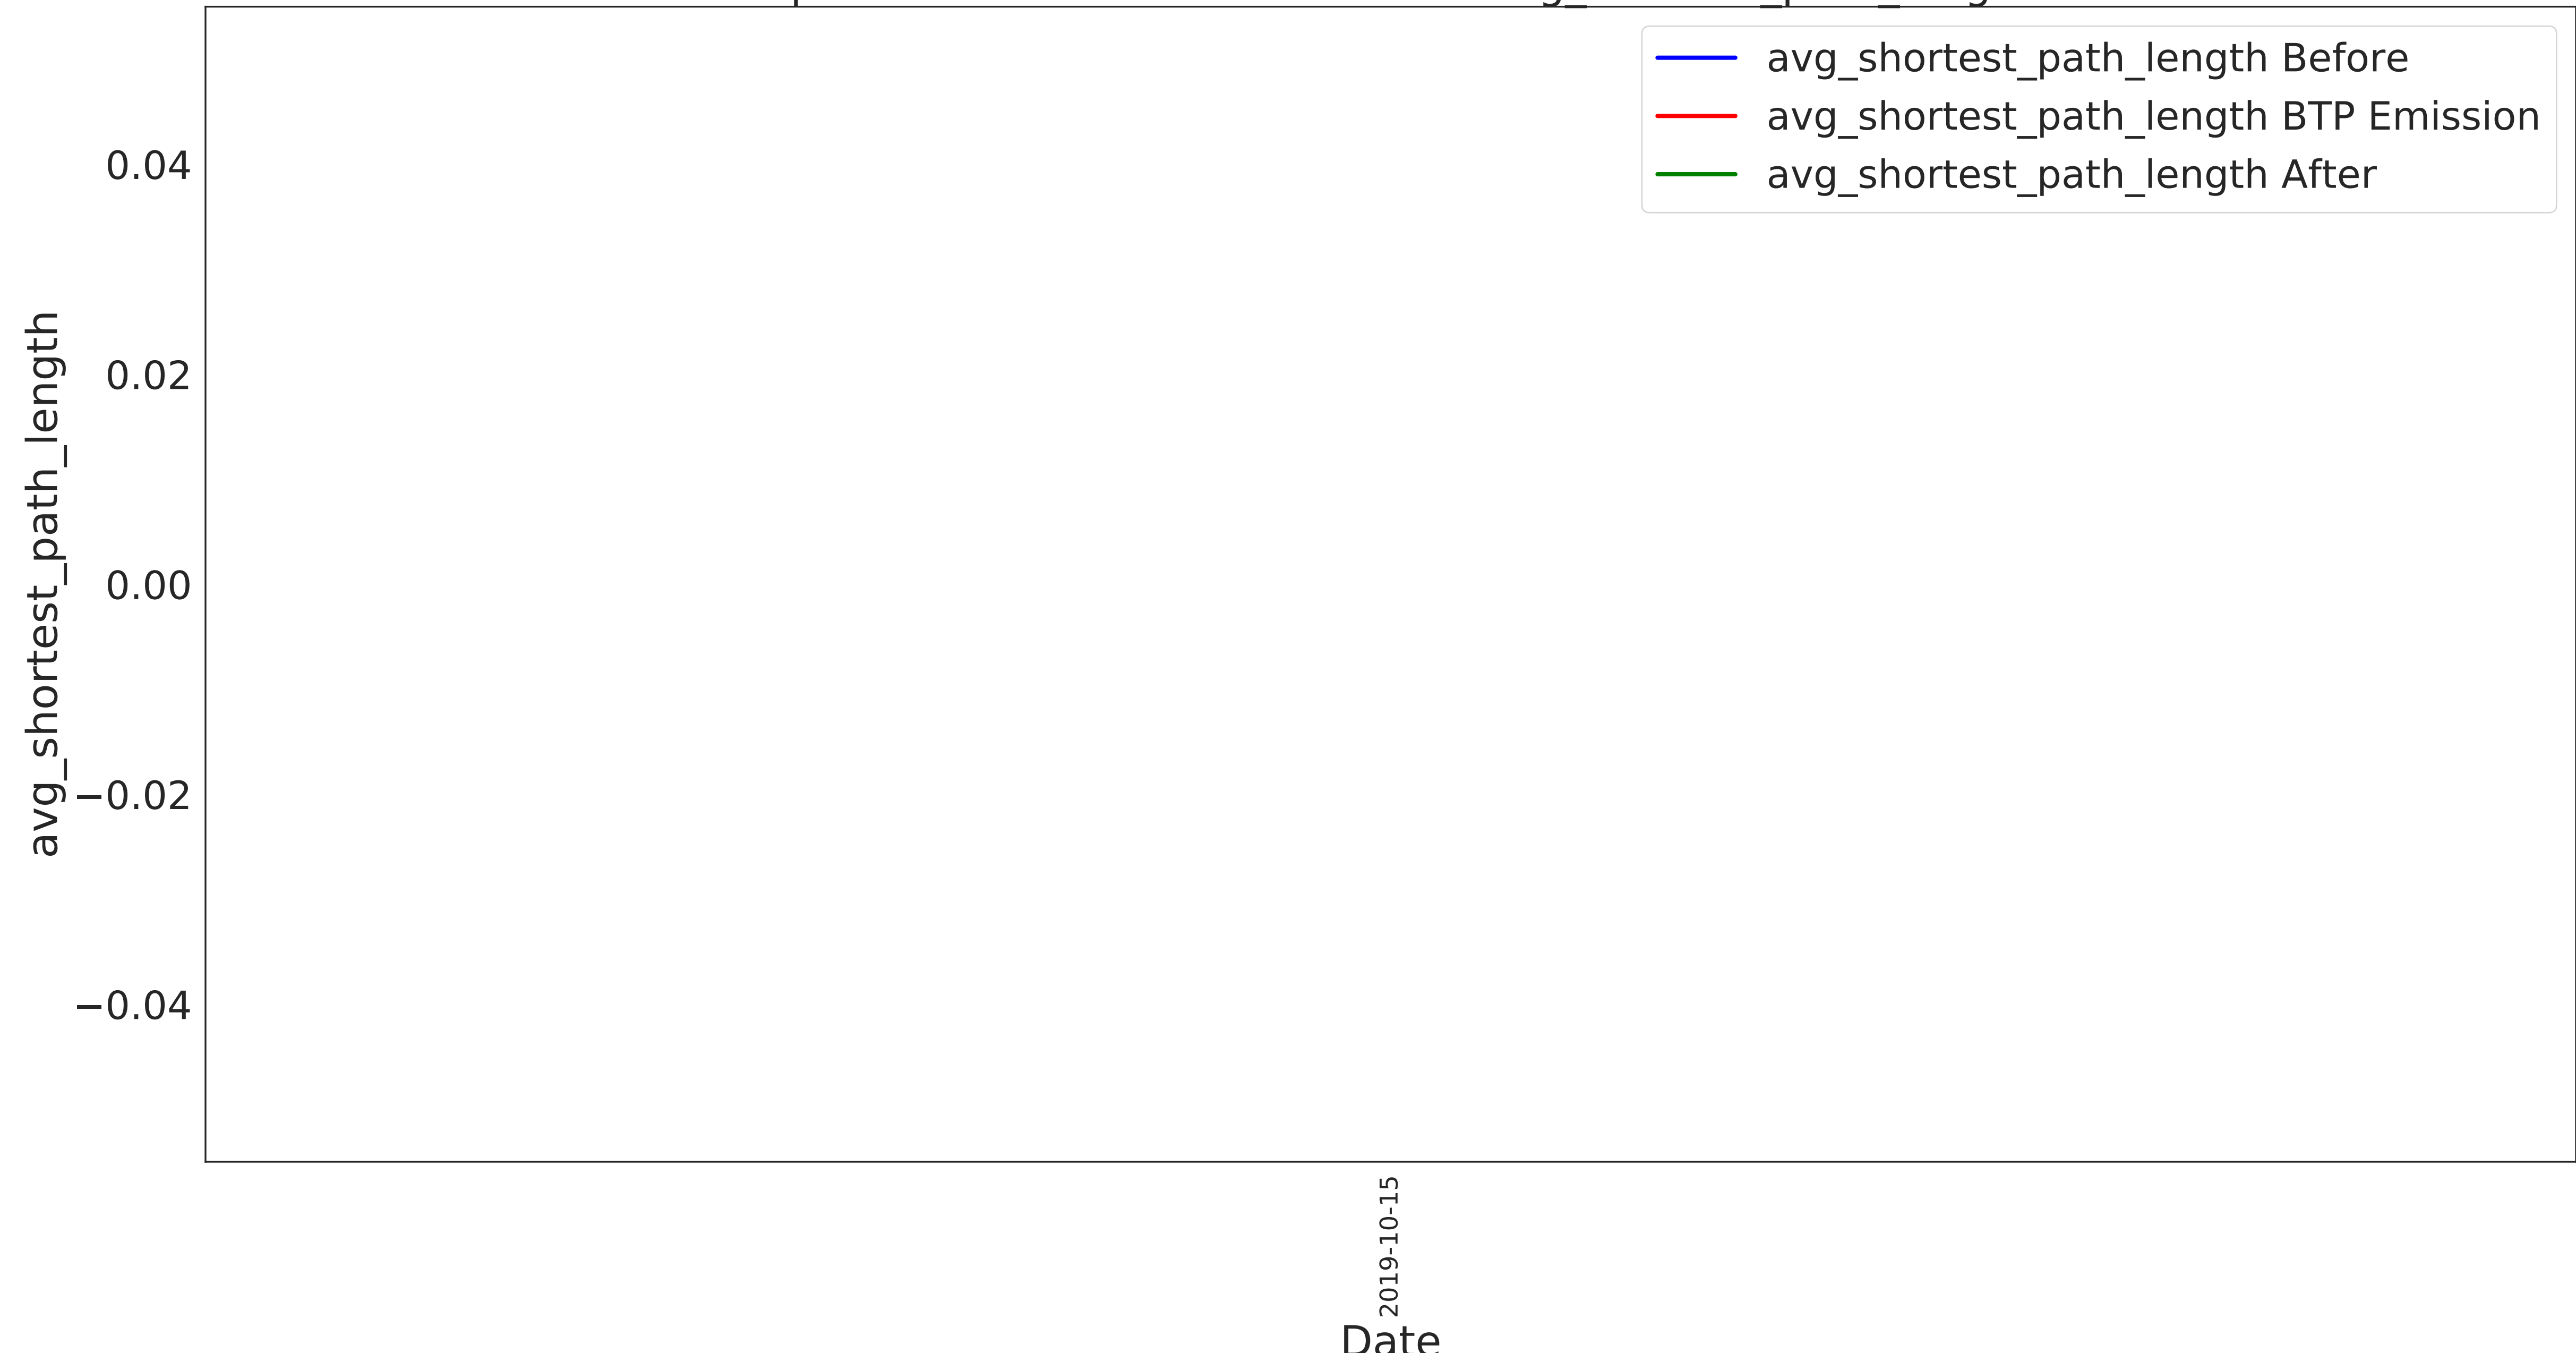 avg_shortest_path_length Before
avg_shortest_path_length BTP Emission
avg_shortest_path_length After
avg_shortest_path_length
0.04
0.02
0.00
−0.02
−0.04
2019-10-15
Date